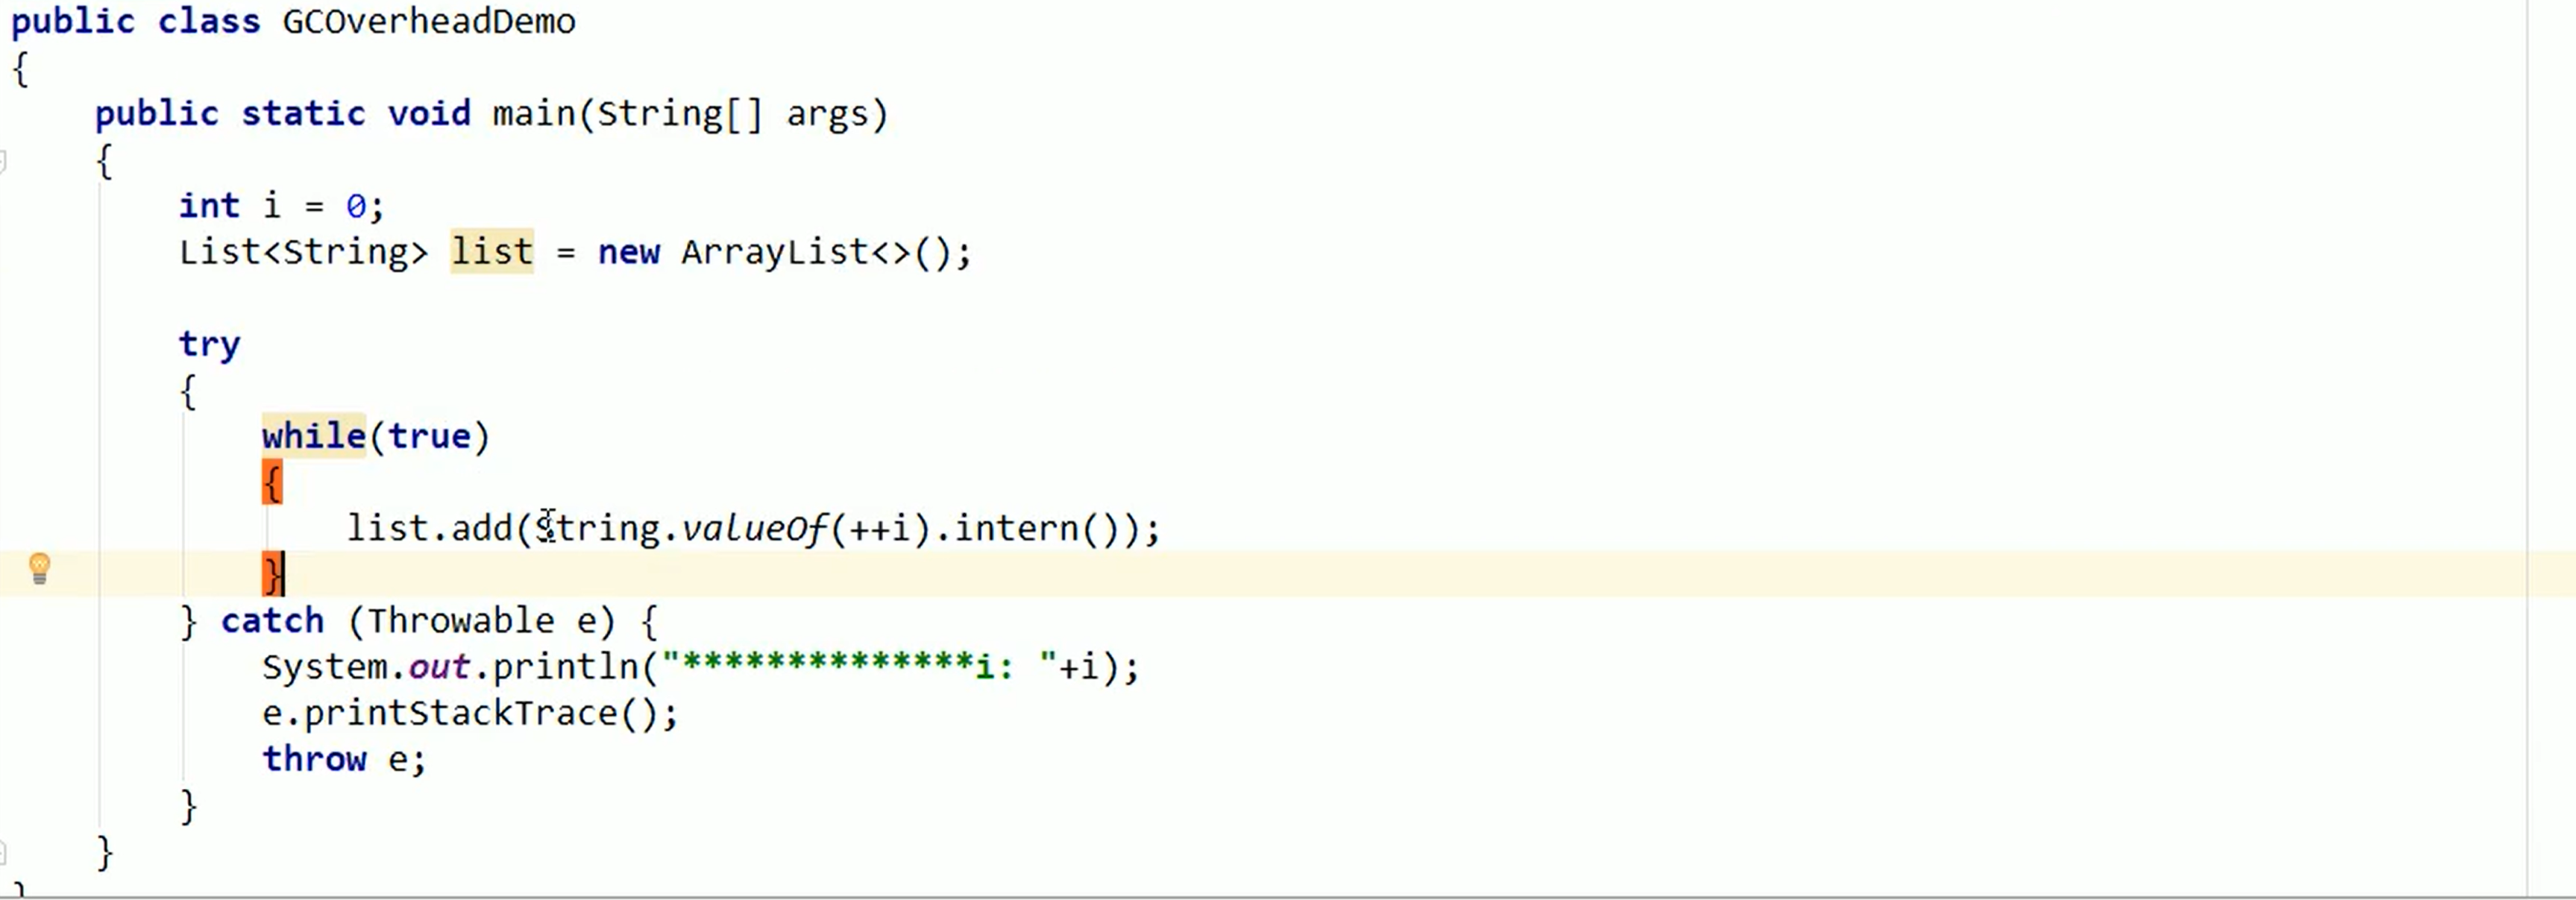 public class GCOverheadDemo
{
public static void main(String[] args)
{
int i = 0;
List<String> list = new ArrayList<>();
try
{
while(true)
{
list.add(String.valueOf(++i).intern());
}
} catch (Throwable e) {
System.out.println("**************i: "+i);
e.printStackTrace();
throw e;
}
}
}